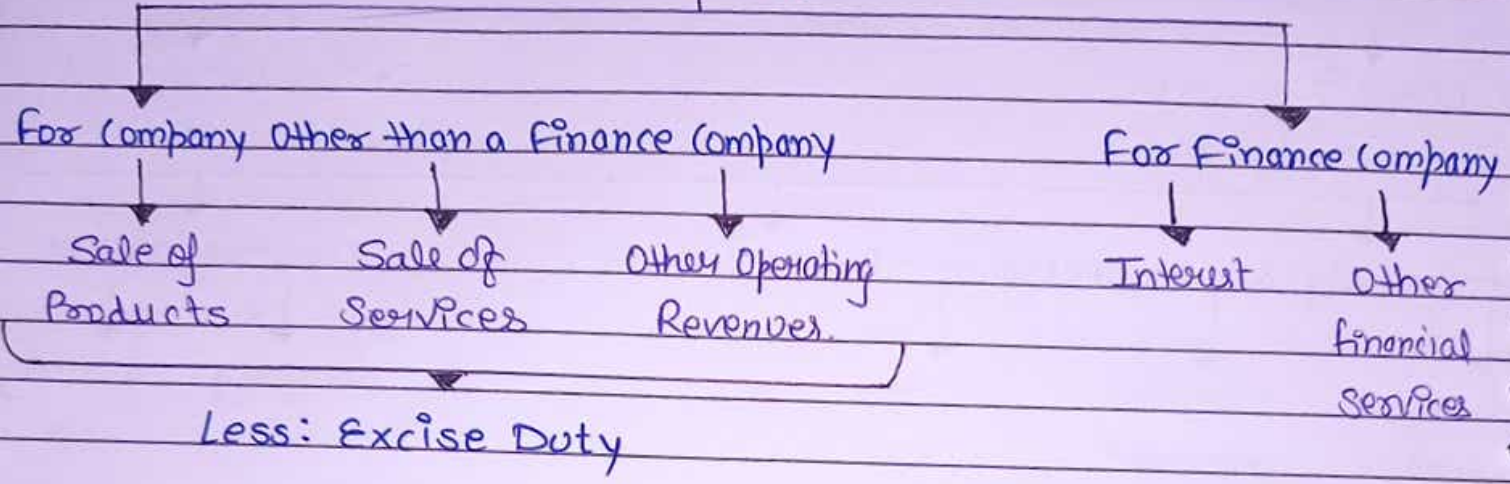 For Company Other than a Finance Company
For Finance Company
Sale of
Products
Sale of
Services
Other Operating
Revenues.
Interest
Other
financial
services
Less: Excise Duty